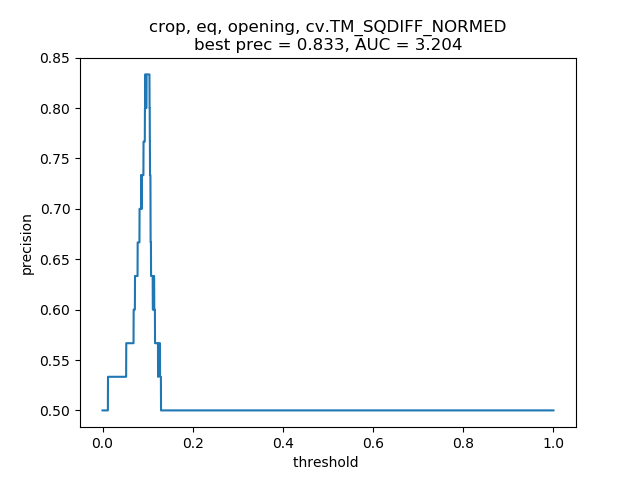 crop, eq, opening, cv.TM_SQDIFF_NORMED
best prec = 0.833, AUC = 3.204
0.85
0.80
0.75
0.70
0.65
0.60
0.55
0.50
precision
0.0 0.2 0.4 0.6 0.8 1.0
threshold